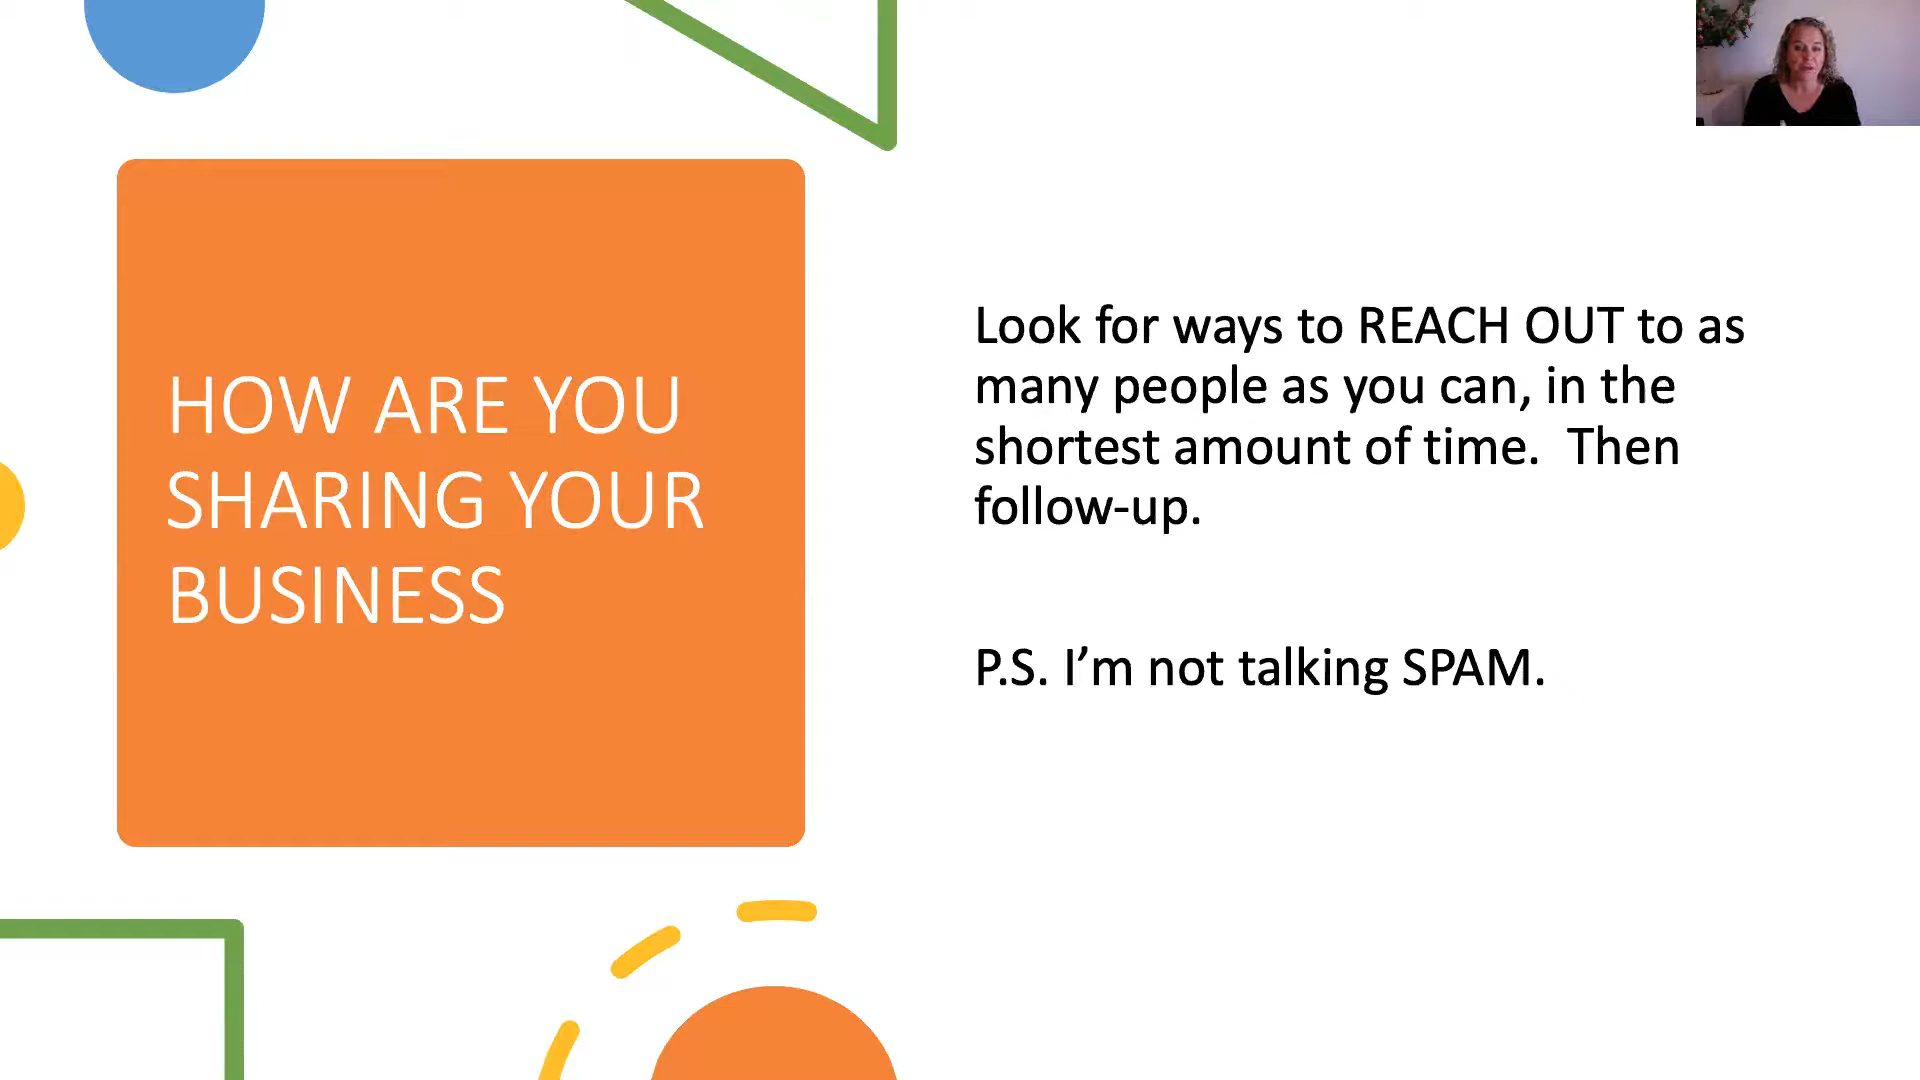 HOW ARE YOU
SHARING YOUR
BUSINESS
Look for ways to REACH OUT to as
many people as you can, in the
shortest amount of time.  Then
follow-up.
P.S. I’m not talking SPAM.